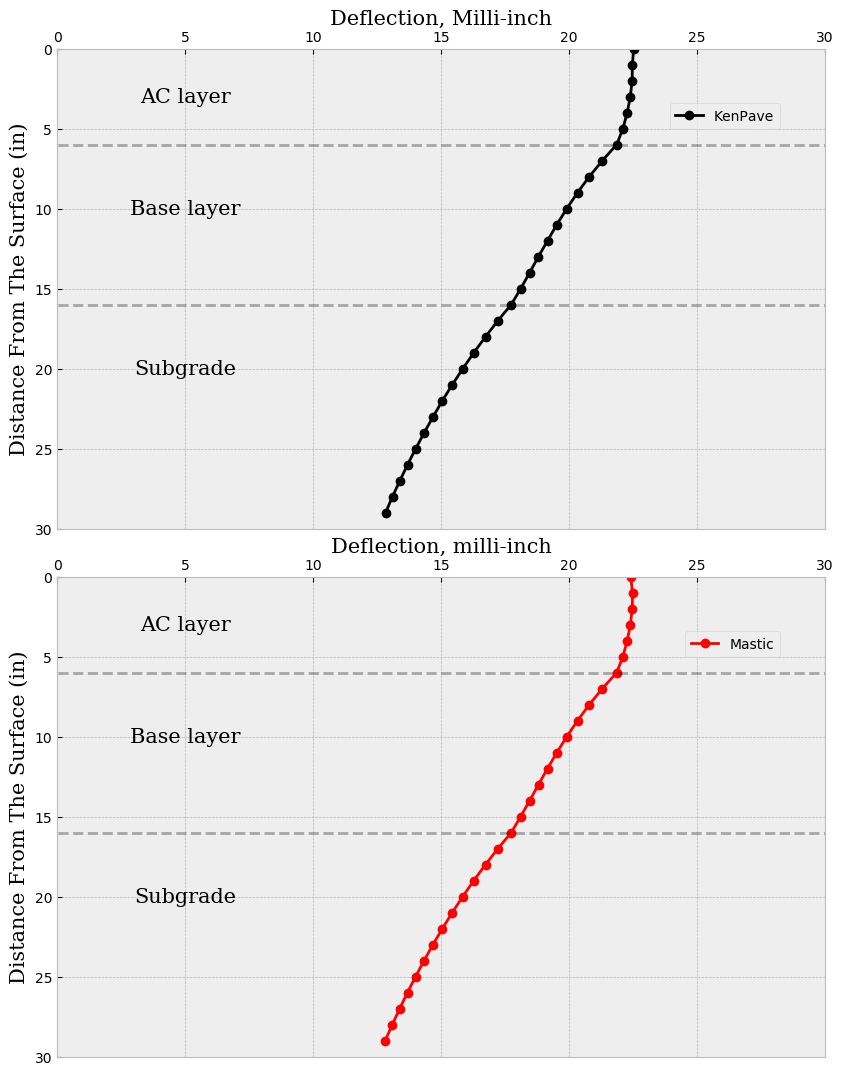 Deflection, Milli-inch
0 5 10 15 20 25 30
Distance From The Surface (in)
0
5
10
15
20
25
30
AC layer
KenPave
Base layer
Subgrade
Deflection, milli-inch
0 5 10 15 20 25 30
Distance From The Surface (in)
0
5
10
15
20
25
30
AC layer
Mastic
Base layer
Subgrade